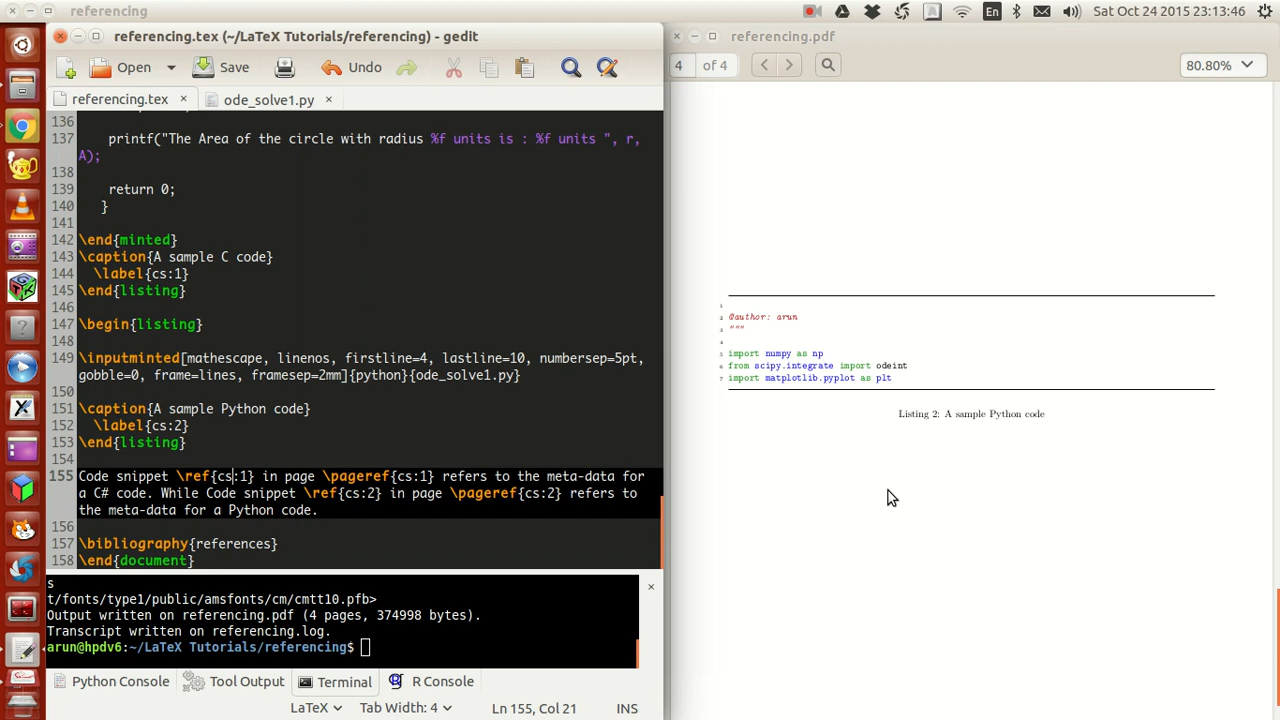 referencing
En
Sat Oct 24 2015 23:13:46
referencing.tex (~/LaTeX Tutorials/referencing) - gedit
Open
Save
Undo
referencing.tex ×
ode_solve1.py ×
136
137 printf("The Area of the circle with radius %f units is : %f units ", r,
A);
138
139 return 0;
140 }
141
142 \end{minted}
143 \caption{A sample C code}
144 \label{cs:1}
145 \end{listing}
146
147 \begin{listing}
148
149 \inputminted[mathescape, linenos, firstline=4, lastline=10, numbersep=5pt,
gobble=0, frame=lines, framesep=2mm]{python}{ode_solve1.py}
150
151 \caption{A sample Python code}
152 \label{cs:2}
153 \end{listing}
154
155 Code snippet \ref{cs:1} in page \pageref{cs:1} refers to the meta-data for
a C# code. While Code snippet \ref{cs:2} in page \pageref{cs:2} refers to
the meta-data for a Python code.
156
157 \bibliography{references}
158 \end{document}
s
t/fonts/type1/public/amsfonts/cm/cmtt10.pfb>
Output written on referencing.pdf (4 pages, 374998 bytes).
Transcript written on referencing.log.
arun@hpdv6:~/LaTeX Tutorials/referencing$
Python Console
Tool Output
Terminal
R Console
LaTeX
Tab Width: 4
Ln 155, Col 21
INS
referencing.pdf
4 of 4
80.80%
1
2 @author: arun
3 """
4
5 import numpy as np
6 from scipy.integrate import odeint
7 import matplotlib.pyplot as plt
Listing 2: A sample Python code